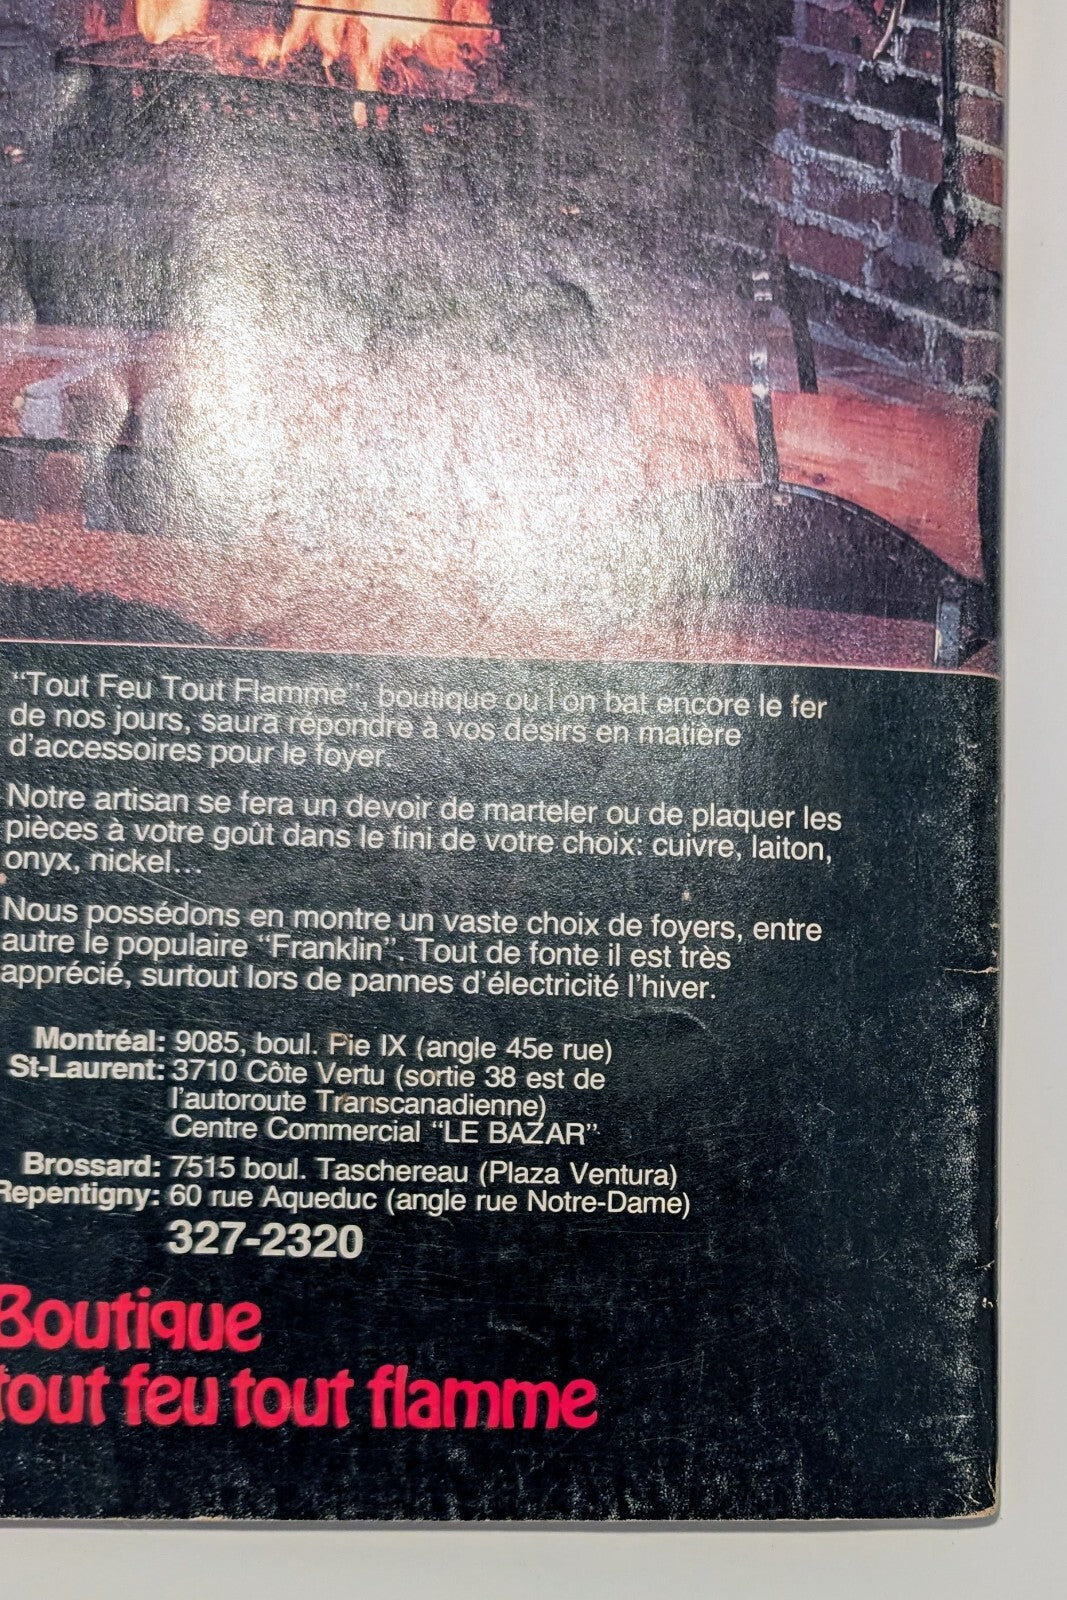 "Tout Feu Tout Flamme", boutique ou l'on bat encore le fer
de nos jours, saura répondre à vos désirs en matière
d'accessoires pour le foyer.
Notre artisan se fera un devoir de marteler ou de plaquer les
pièces à votre goût dans le fini de votre choix: cuivre, laiton,
onyx, nickel...
Nous possédons en montre un vaste choix de foyers, entre
autre le populaire "Franklin". Tout de fonte il est très
apprécié, surtout lors de pannes d'électricité l'hiver.
Montréal: 9085, boul. Pie IX (angle 45e rue)
St-Laurent: 3710 Côte Vertu (sortie 38 est de
l'autoroute Transcanadienne)
Centre Commercial "LE BAZAR"
Brossard: 7515 boul. Taschereau (Plaza Ventura)
Repentigny: 60 rue Aqueduc (angle rue Notre-Dame)
327-2320
Boutique
tout feu tout flamme